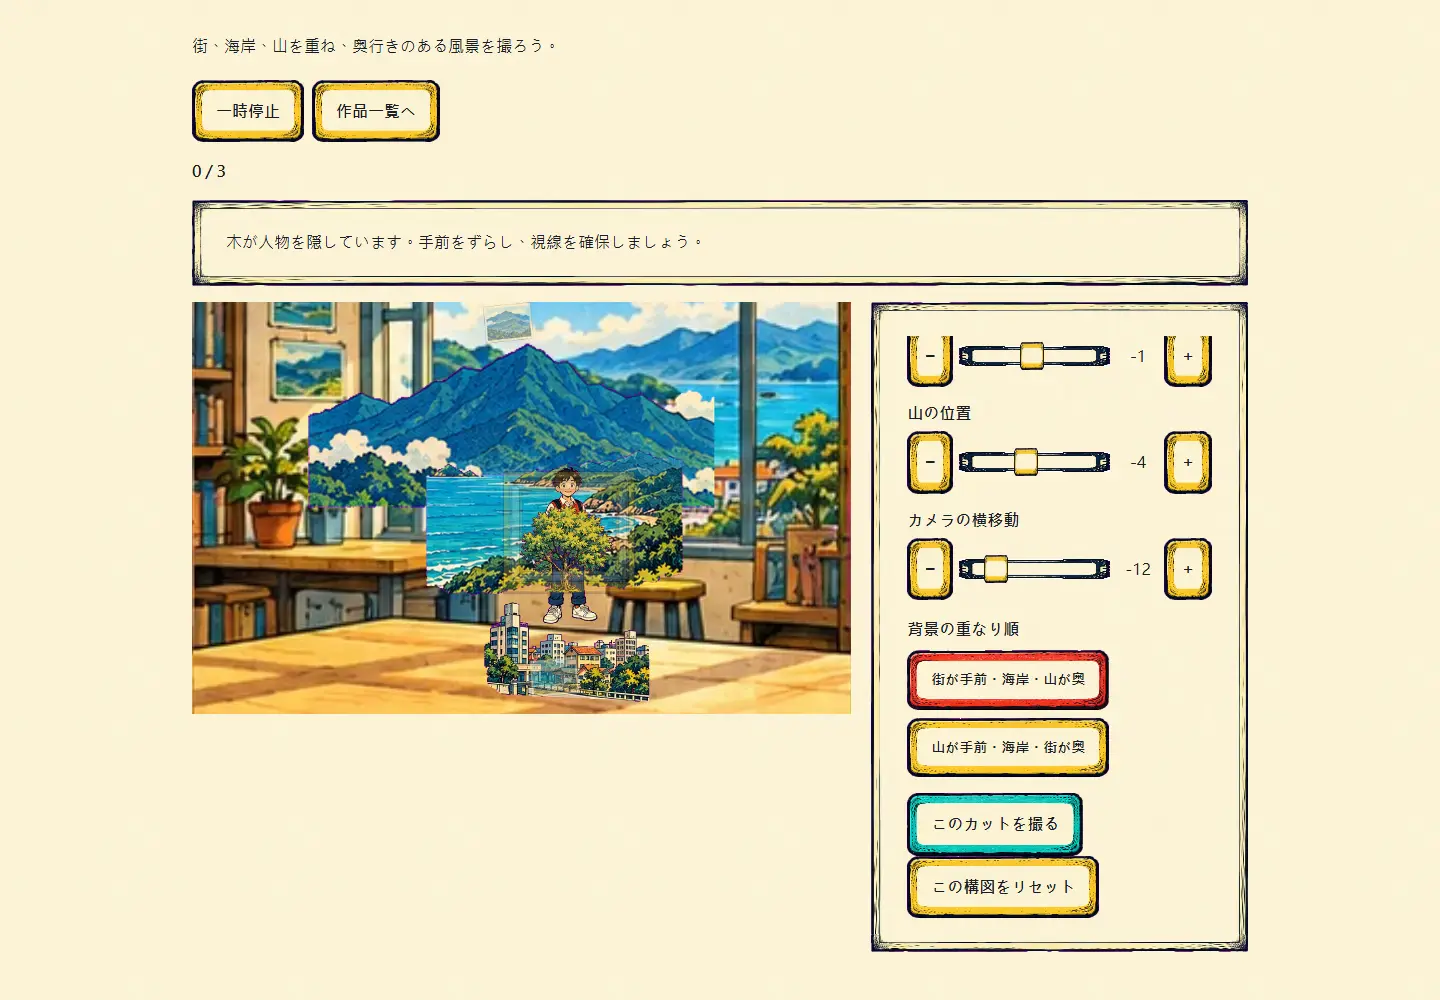 街、海岸、山を重ね、奥行きのある風景を撮ろう。
一時停止
作品一覧へ
0 / 3
木が人物を隠しています。手前をずらし、視線を確保しましょう。
− -1 +
山の位置
− -4 +
カメラの横移動
− -12 +
背景の重なり順
街が手前・海岸・山が奥
山が手前・海岸・街が奥
このカットを撮る
この構図をリセット